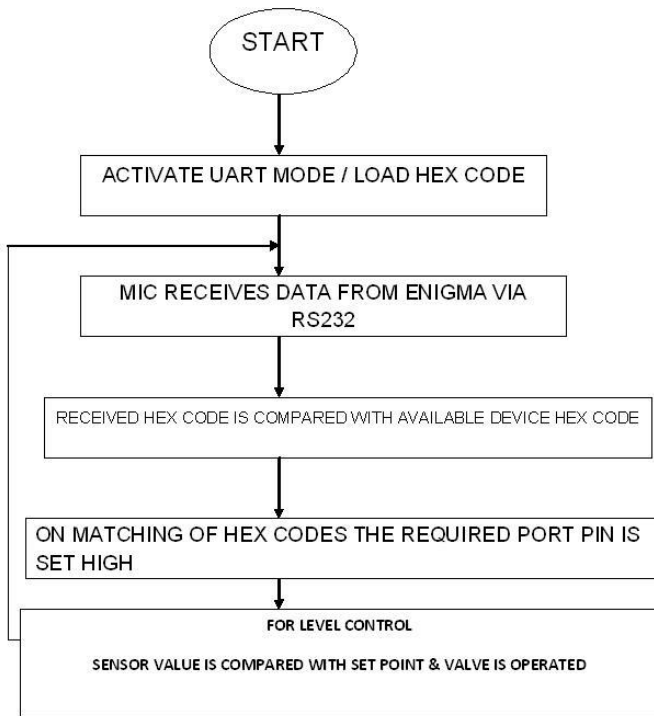 START
ACTIVATE UART MODE / LOAD HEX CODE
MIC RECEIVES DATA FROM ENIGMA VIA
RS232
RECEIVED HEX CODE IS COMPARED WITH AVAILABLE DEVICE HEX CODE
ON MATCHING OF HEX CODES THE REQUIRED PORT PIN IS
SET HIGH
FOR LEVEL CONTROL
SENSOR VALUE IS COMPARED WITH SET POINT & VALVE IS OPERATED